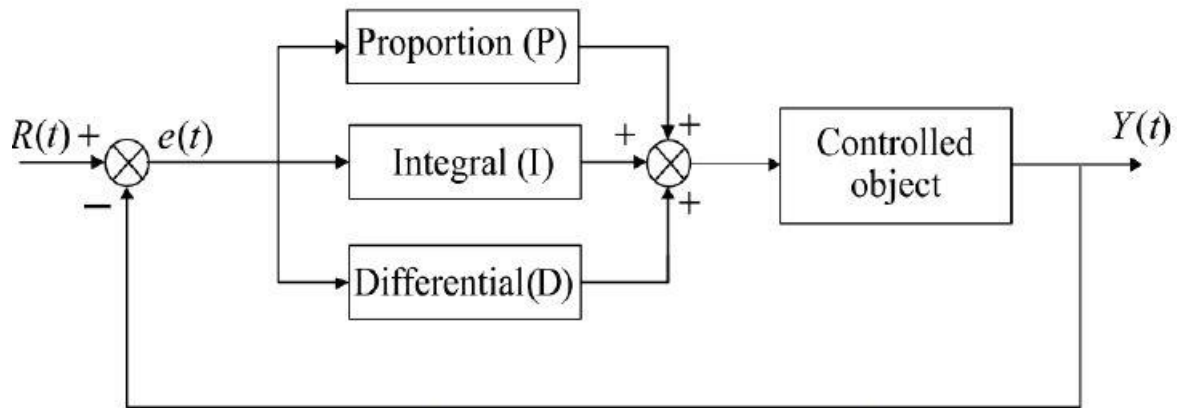 Proportion (P)
R(t) +
e(t)
Integral (I)
+
+
+
Controlled
object
Y(t)
−
Differential(D)